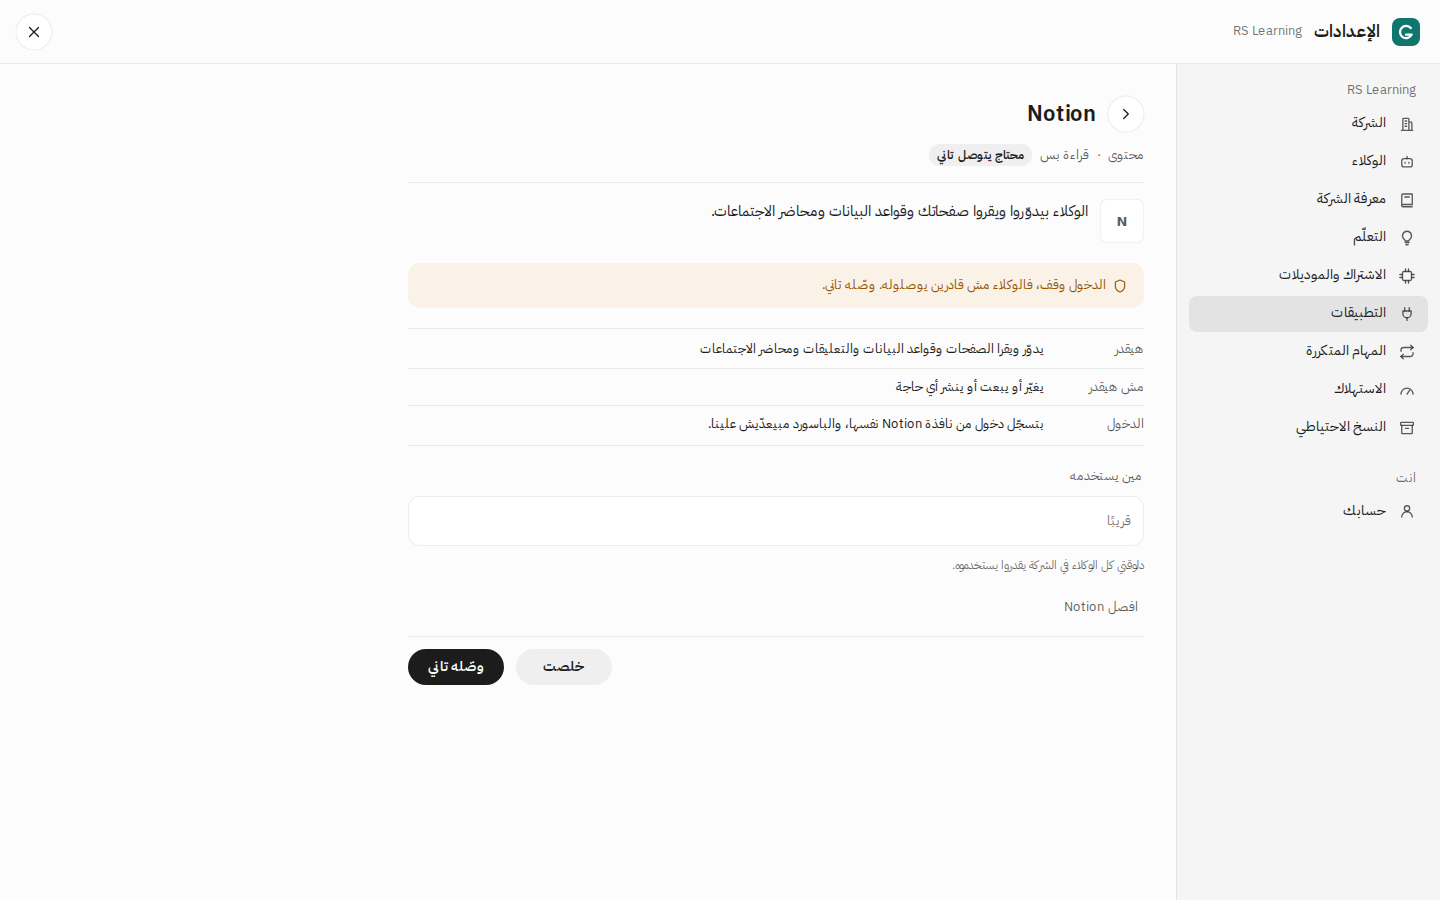 الإعدادات RS Learning
RS Learning
الشركة
الوكلاء
معرفة الشركة
التعلّم
الاشتراك والموديلات
التطبيقات
المهام المتكررة
الاستهلاك
النسخ الاحتياطي
انت
حسابك
Notion
محتوى · قراءة بس محتاج يتوصل تاني
N
الوكلاء بيدوّروا ويقروا صفحاتك وقواعد البيانات ومحاضر الاجتماعات.
الدخول وقف، فالوكلاء مش قادرين يوصلوله. وصّله تاني.
هيقدر يدوّر ويقرا الصفحات وقواعد البيانات والتعليقات ومحاضر الاجتماعات
مش هيقدر يغيّر أو يبعت أو ينشر أي حاجة
الدخول بتسجّل دخول من نافذة Notion نفسها، والباسورد مبيعدّيش علينا.
مين يستخدمه
قريبًا
دلوقتي كل الوكلاء في الشركة يقدروا يستخدموه.
افصل Notion
خلصت
وصّله تاني